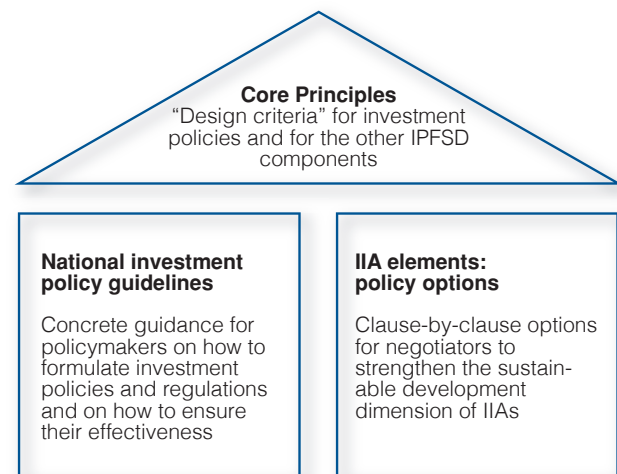 Core Principles
“Design criteria” for investment
policies and for the other IPFSD
components
National investment
policy guidelines
Concrete guidance for
policymakers on how to
formulate investment
policies and regulations
and on how to ensure
their effectiveness
IIA elements:
policy options
Clause-by-clause options
for negotiators to
strengthen the sustain-
able development
dimension of IIAs